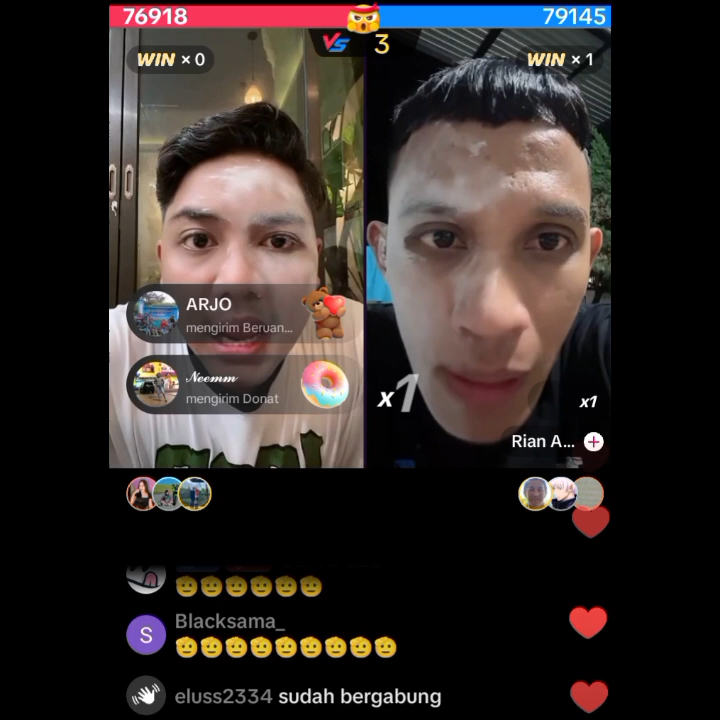 76918
79145
VS 3
WIN × 0
WIN × 1
ARJO
mengirim Beruan...
Neemm
mengirim Donat
x1
x1
Rian A...
S
Blacksama_
eluss2334 sudah bergabung